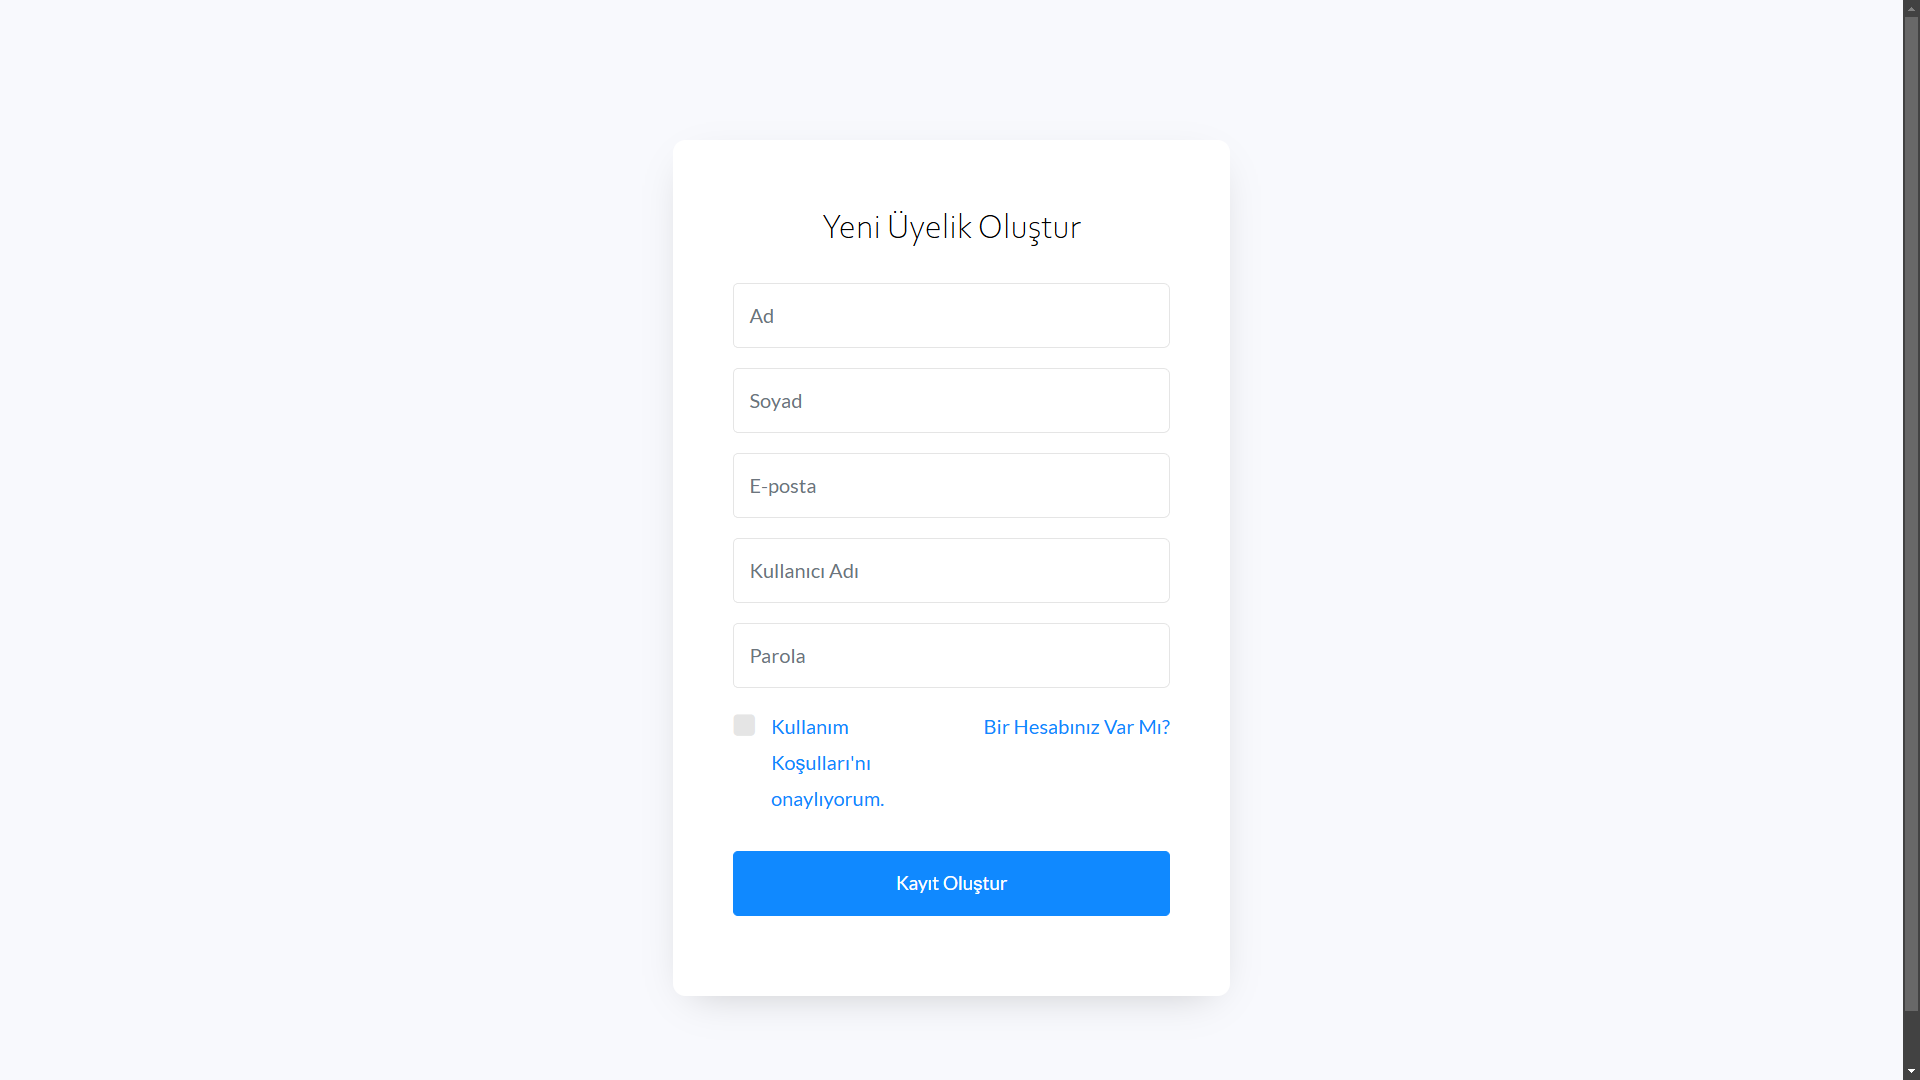 Yeni Üyelik Oluştur
Ad
Soyad
E-posta
Kullanıcı Adı
Parola
Kullanım
Koşulları'nı
onaylıyorum.
Bir Hesabınız Var Mı?
Kayıt Oluştur